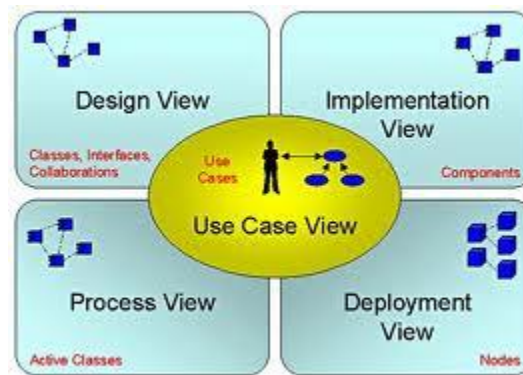 Design View
Classes, Interfaces,
Collaborations
Implementation
View
Components
Use
Cases
Use Case View
Process View
Active Classes
Deployment
View
Nodes